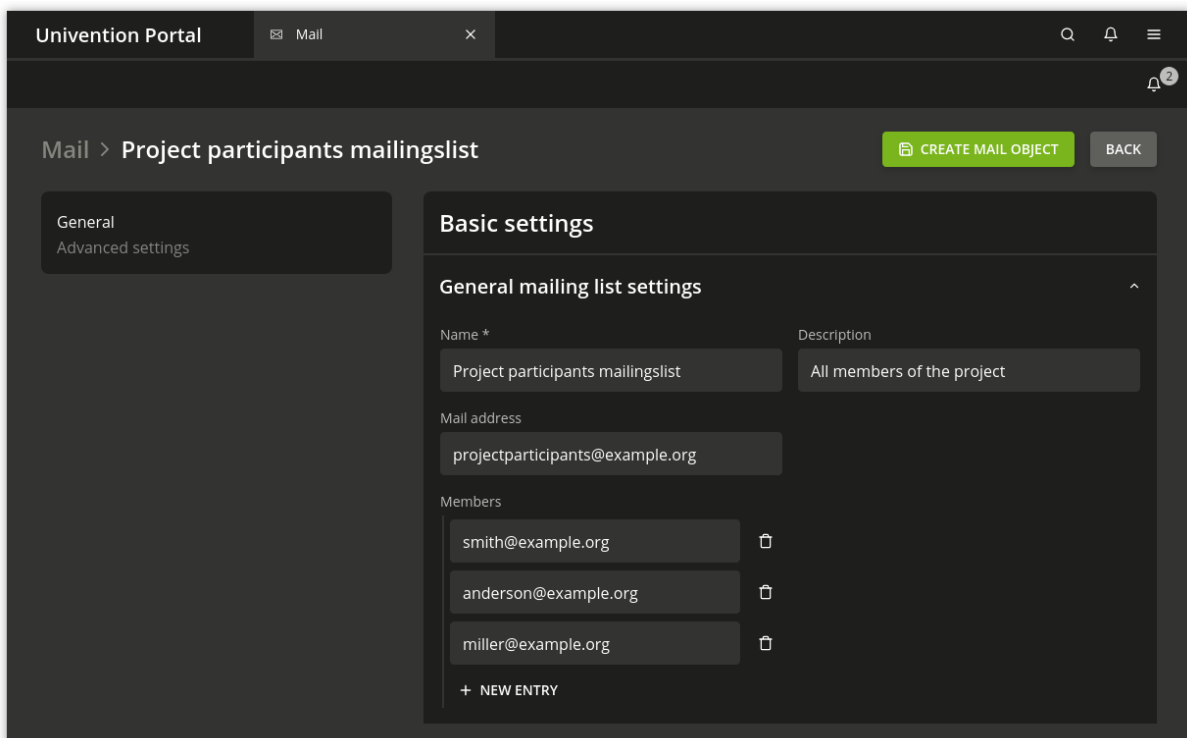 Univention Portal
Mail
2
Mail > Project participants mailingslist
CREATE MAIL OBJECT
BACK
General
Advanced settings
Basic settings
General mailing list settings
Name *
Description
Project participants mailingslist
All members of the project
Mail address
projectparticipants@example.org
Members
smith@example.org
anderson@example.org
miller@example.org
+ NEW ENTRY